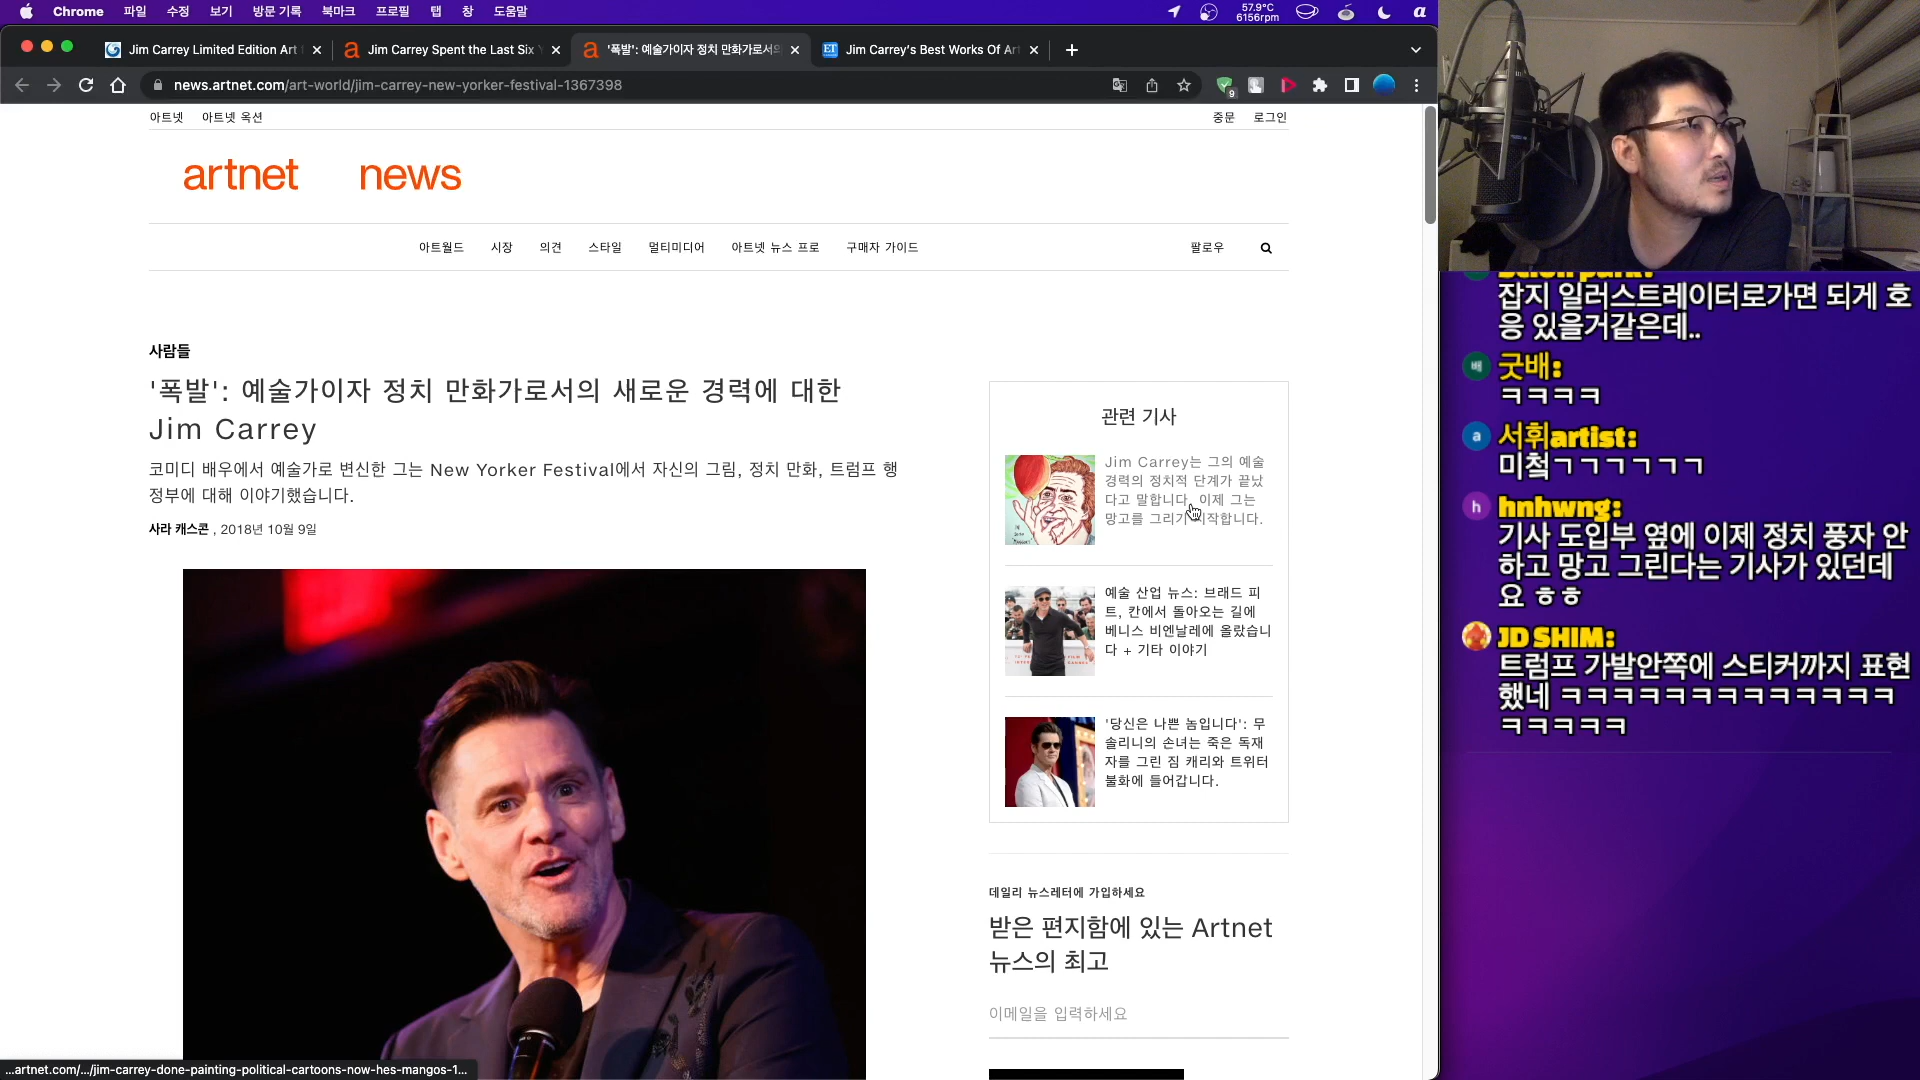 Chrome 파일 수정 보기 방문 기록 북마크 프로필 탭 창 도움말
57.9°C
6156rpm
Jim Carrey Limited Edition Art
Jim Carrey Spent the Last Six
'폭발': 예술가이자 정치 만화가로서의
Jim Carrey's Best Works Of Ar
news.artnet.com/art-world/jim-carrey-new-yorker-festival-1367398
9
아트넷 아트넷 옥션
중문 로그인
artnet news
아트월드 시장 의견 스타일 멀티미디어 아트넷 뉴스 프로 구매자 가이드
팔로우
사람들
'폭발': 예술가이자 정치 만화가로서의 새로운 경력에 대한
Jim Carrey
코미디 배우에서 예술가로 변신한 그는 New Yorker Festival에서 자신의 그림, 정치 만화, 트럼프 행
정부에 대해 이야기했습니다.
사라 캐스콘 , 2018년 10월 9일
관련 기사
Jim Carrey는 그의 예술
경력의 정치적 단계가 끝났
다고 말합니다. 이제 그는
망고를 그리기 시작합니다.
예술 산업 뉴스: 브래드 피
트, 칸에서 돌아오는 길에
베니스 비엔날레에 올랐습니
다 + 기타 이야기
'당신은 나쁜 놈입니다': 무
솔리니의 손녀는 죽은 독재
자를 그린 짐 캐리와 트위터
불화에 들어갑니다.
데일리 뉴스레터에 가입하세요
받은 편지함에 있는 Artnet
뉴스의 최고
이메일을 입력하세요
...artnet.com/.../jim-carrey-done-painting-political-cartoons-now-hes-mangos-1...
잡지 일러스트레이터로가면 되게 호
응 있을거같은데..
배
굿배:
ㅋㅋㅋㅋ
a
서휘artist:
미첰ㄱㄱㄱㄱㄱㄱ
h
hnhwng:
기사 도입부 옆에 이제 정치 풍자 안
하고 망고 그린다는 기사가 있던데
요 ㅎㅎ
JD SHIM:
트럼프 가발안쪽에 스티커까지 표현
했네 ㅋㅋㅋㅋㅋㅋㅋㅋㅋㅋㅋㅋㅋ
ㅋㅋㅋㅋㅋ